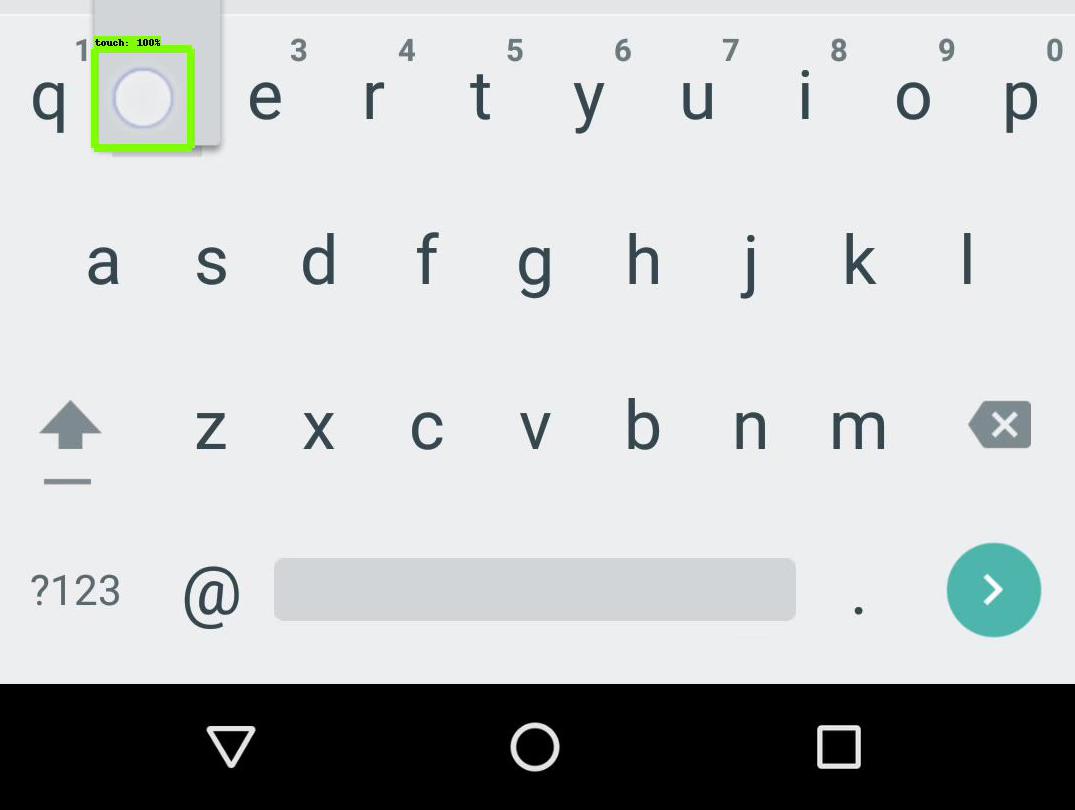 touch: 100%
1 3 4 5 6 7 8 9 0
q e r t y u i o p
a s d f g h j k l
z x c v b n m
?123 @ .